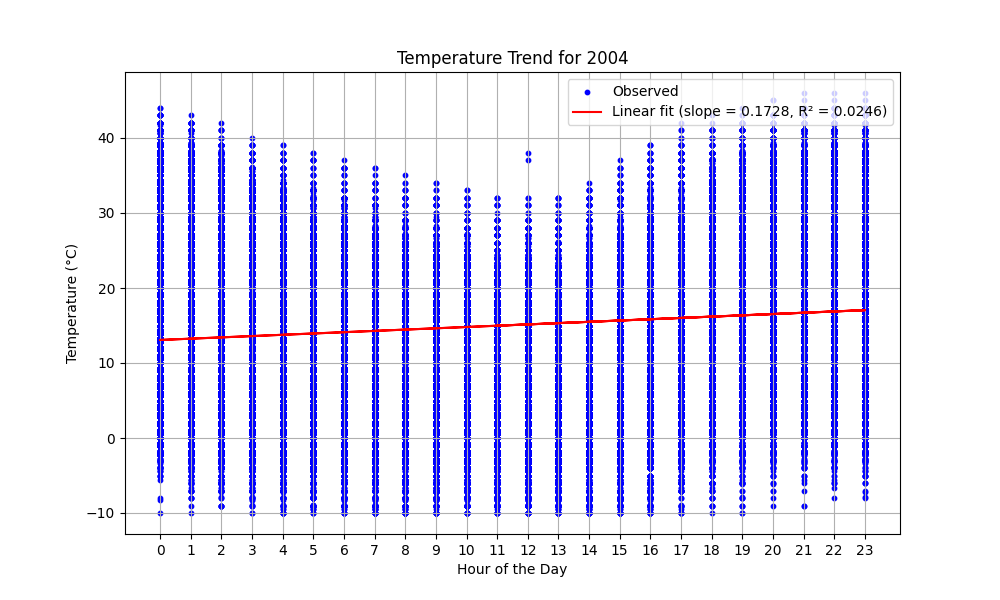 Temperature Trend for 2004
Observed
Linear fit (slope = 0.1728, R² = 0.0246)
Temperature (°C)
40
30
20
10
0
−10
0 1 2 3 4 5 6 7 8 9 10 11 12 13 14 15 16 17 18 19 20 21 22 23
Hour of the Day